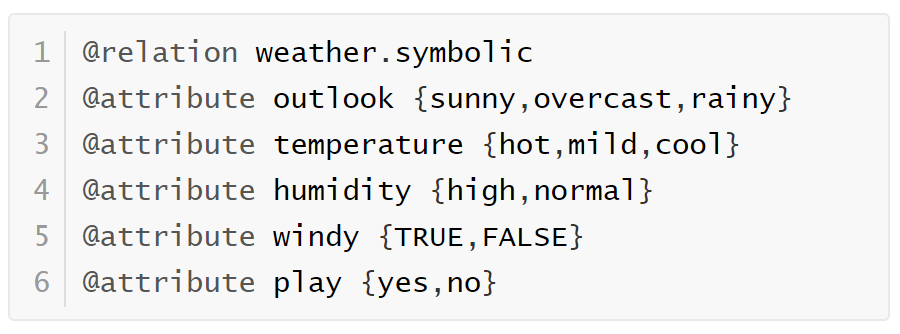 1 @relation weather.symbolic
2 @attribute outlook {sunny,overcast,rainy}
3 @attribute temperature {hot,mild,cool}
4 @attribute humidity {high,normal}
5 @attribute windy {TRUE,FALSE}
6 @attribute play {yes,no}